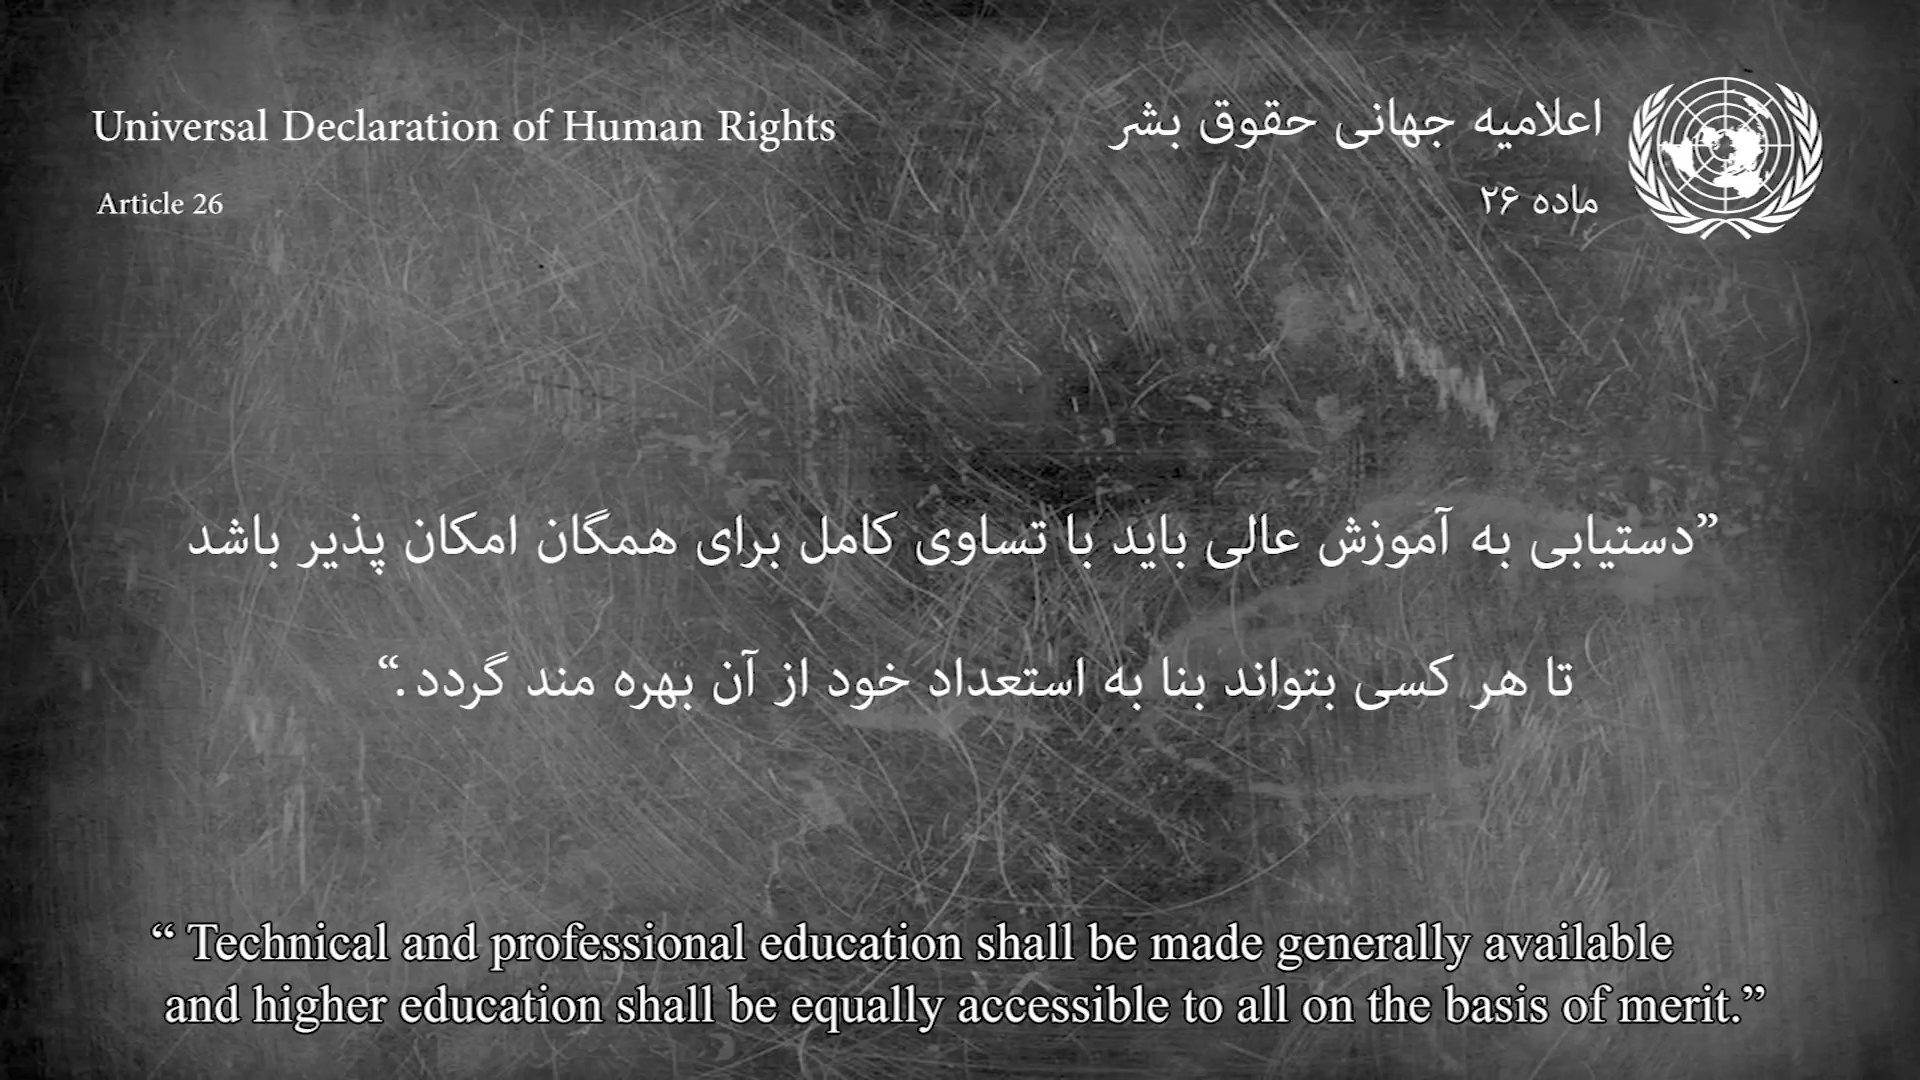 Universal Declaration of Human Rights
اعلامیه جهانی حقوق بشر
Article 26
ماده ۲۶
”دستیابی به آموزش عالی باید با تساوی کامل برای همگان امکان پذیر باشد
تا هر کسی بتواند بنا به استعداد خود از آن بهره مند گردد.“
“ Technical and professional education shall be made generally available
and higher education shall be equally accessible to all on the basis of merit.”